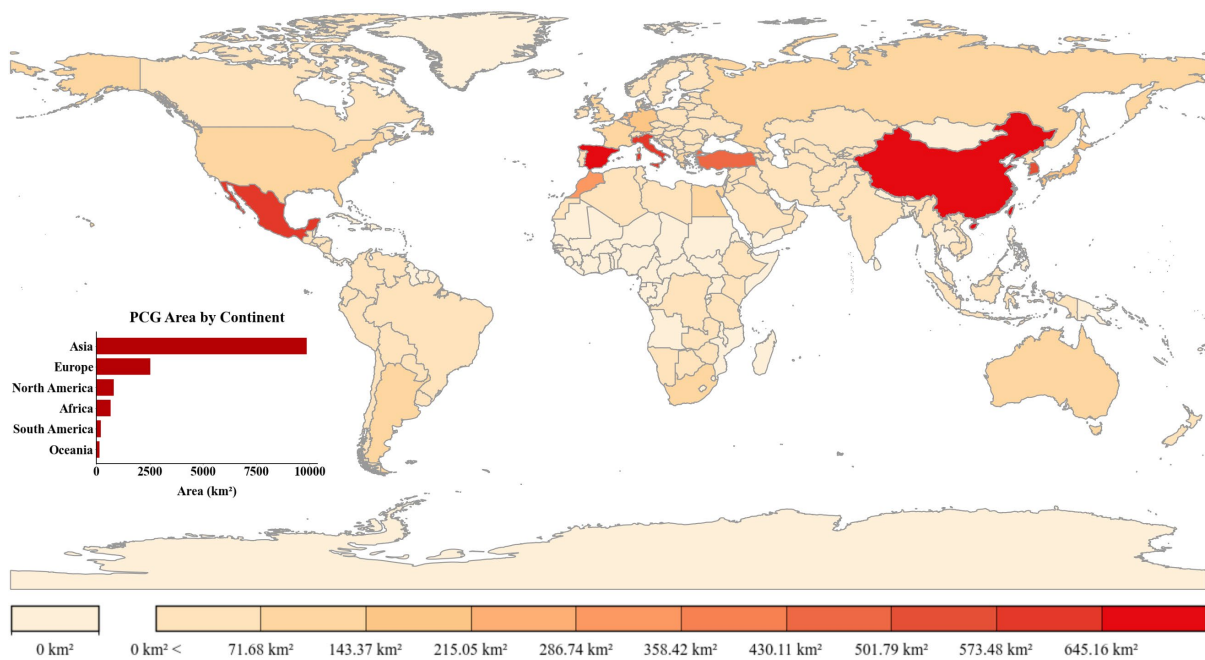 PCG Area by Continent
Asia
Europe
North America
Africa
South America
Oceania
0 2500 5000 7500 10000
Area (km²)
0 km² 0 km² < 71.68 km² 143.37 km² 215.05 km² 286.74 km² 358.42 km² 430.11 km² 501.79 km² 573.48 km² 645.16 km²